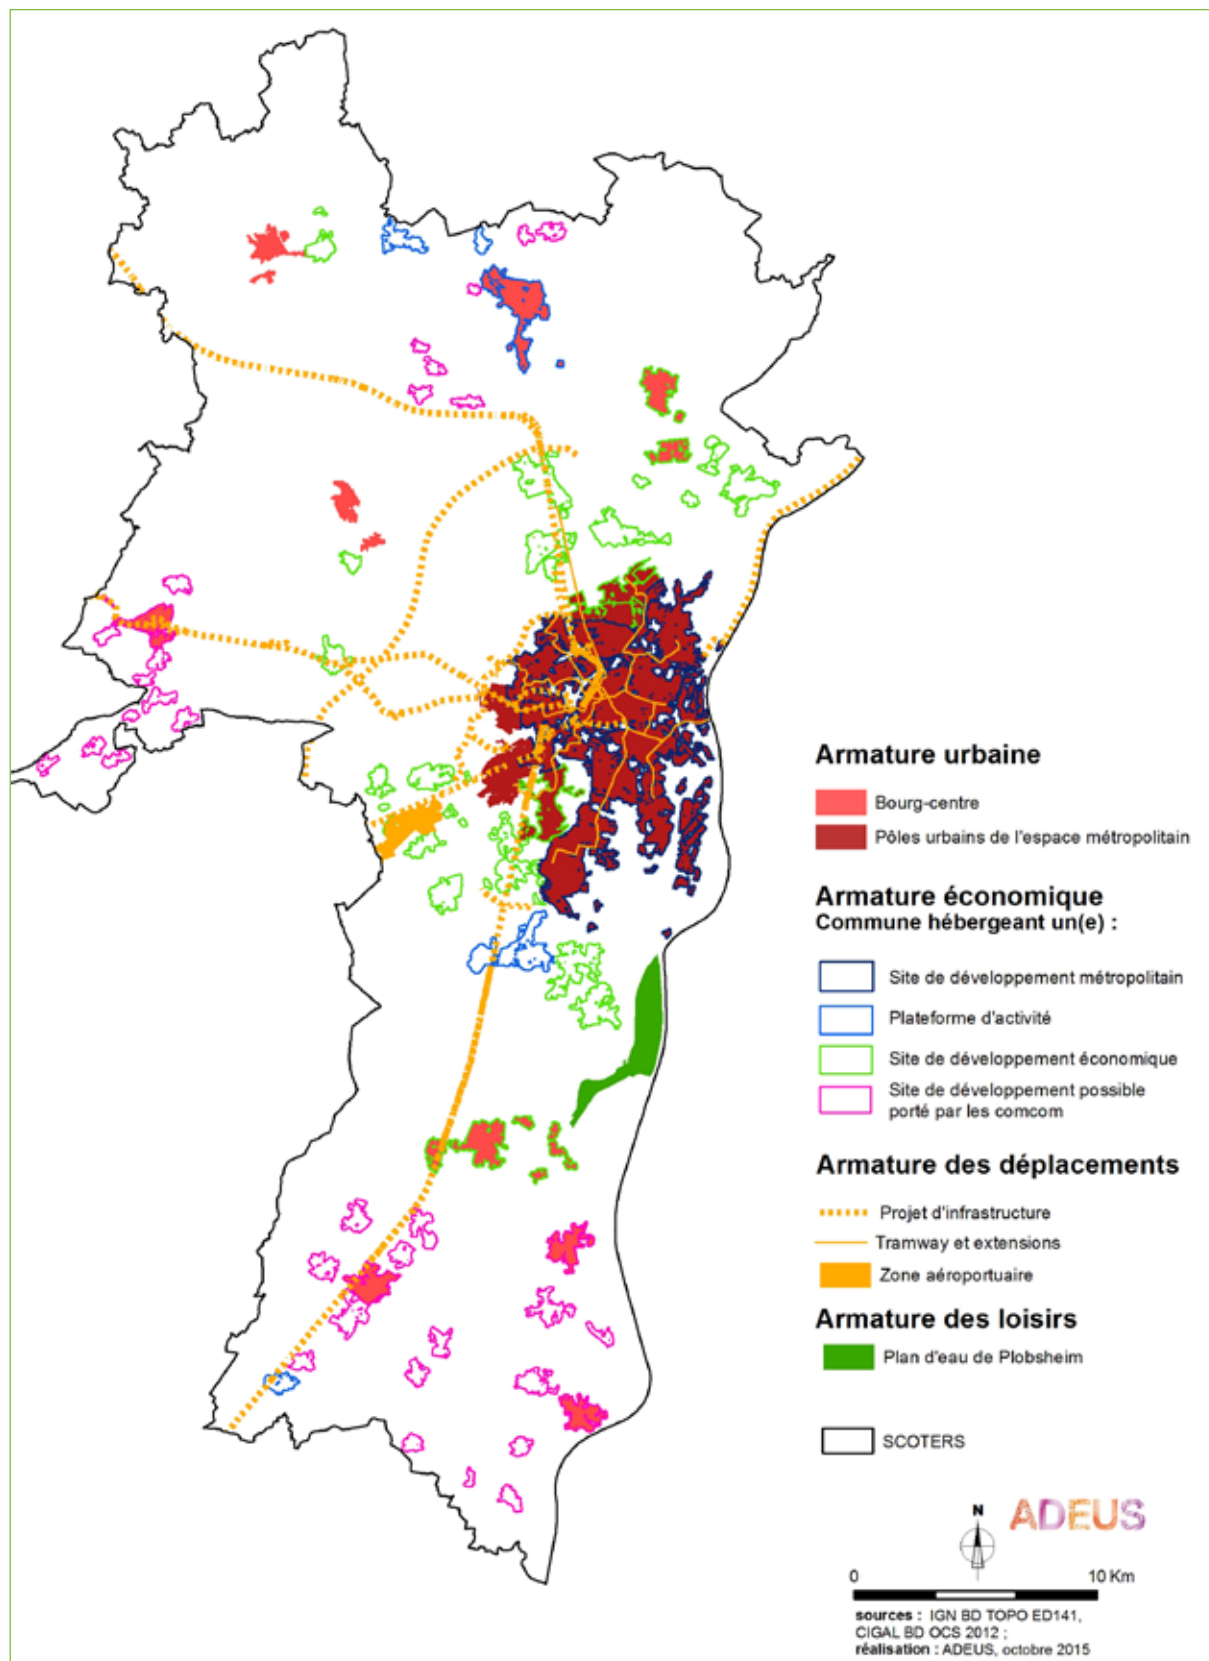 Armature urbaine
Bourg-centre
Pôles urbains de l'espace métropolitain
Armature économique
Commune hébergeant un(e) :
Site de développement métropolitain
Plateforme d'activité
Site de développement économique
Site de développement possible
porté par les comcom
Armature des déplacements
Projet d'infrastructure
Tramway et extensions
Zone aéroportuaire
Armature des loisirs
Plan d'eau de Plobsheim
SCOTERS
N
ADEUS
0 10 Km
sources : IGN BD TOPO ED141,
CIGAL BD OCS 2012 ;
réalisation : ADEUS, octobre 2015